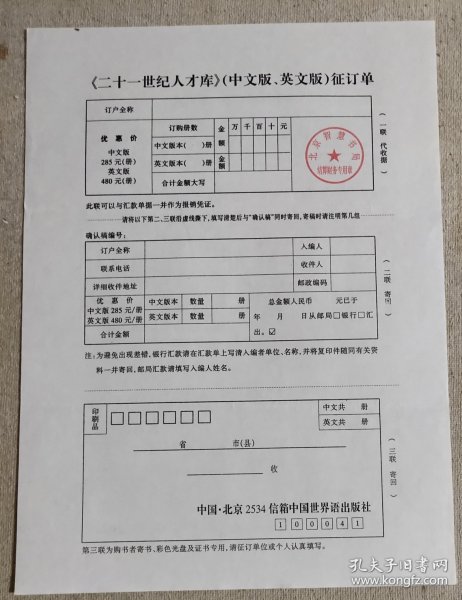 《二十一世纪人才库》(中文版、英文版)征订单
订户全称
优惠价
中文版
285元(册)
英文版
480元(册)
订购册数
金额
万 千 百 十 元
中文版本( )册
英文版本( )册
金额
合计金额大写
北京智慧书局
结算财务专用章
(一联 代收据)
此联可以与汇款单据一并作为报销凭证。
请将以下第二、三联沿虚线撕下,填写清楚后与“确认稿”同时寄回,寄稿时请注明第几组
确认稿编号:
订户全称 入编人
联系电话 收件人
详细收件地址 邮政编码
优惠价
中文版285元/册
英文版480元/册
中文版本 数量 册
英文版本 数量 册
合计金额
总金额人民币 元已于
年 月 日从邮局□银行□汇
出。☑
(二联 寄回)
注:为避免出现差错,银行汇款请在汇款单上写清入编者单位、名称,并将复印件随同有关资
料一并寄回,邮局汇款请填写入编人姓名。
印刷品
□□□□□□
中文共 册
英文共 册
省 市(县)
收
(三联 寄回)
中国·北京2534信箱中国世界语出版社
100041
第三联为购书者寄书、彩色光盘及证书专用,请征订单位或个人认真填写。
孔夫子旧书网
www.kongfz.com